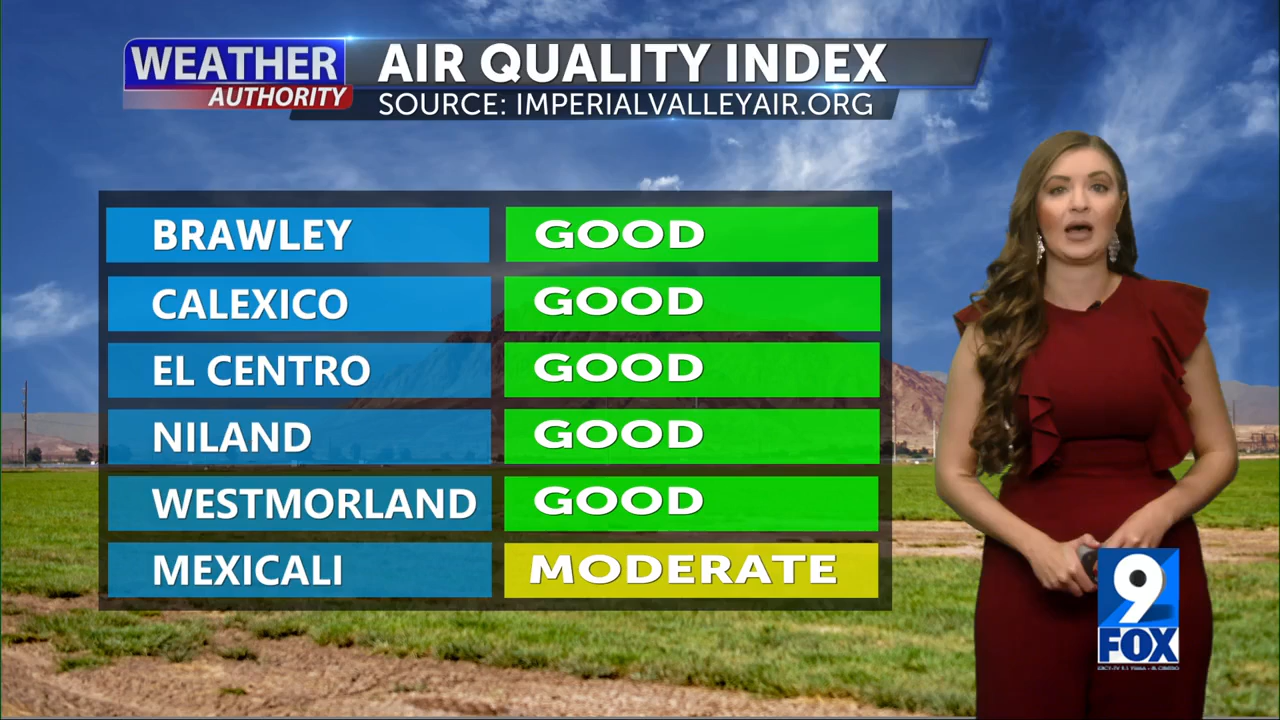 WEATHER
AUTHORITY
AIR QUALITY INDEX
SOURCE: IMPERIALVALLEYAIR.ORG
BRAWLEY GOOD
CALEXICO GOOD
EL CENTRO GOOD
NILAND GOOD
WESTMORLAND GOOD
MEXICALI MODERATE
9
FOX